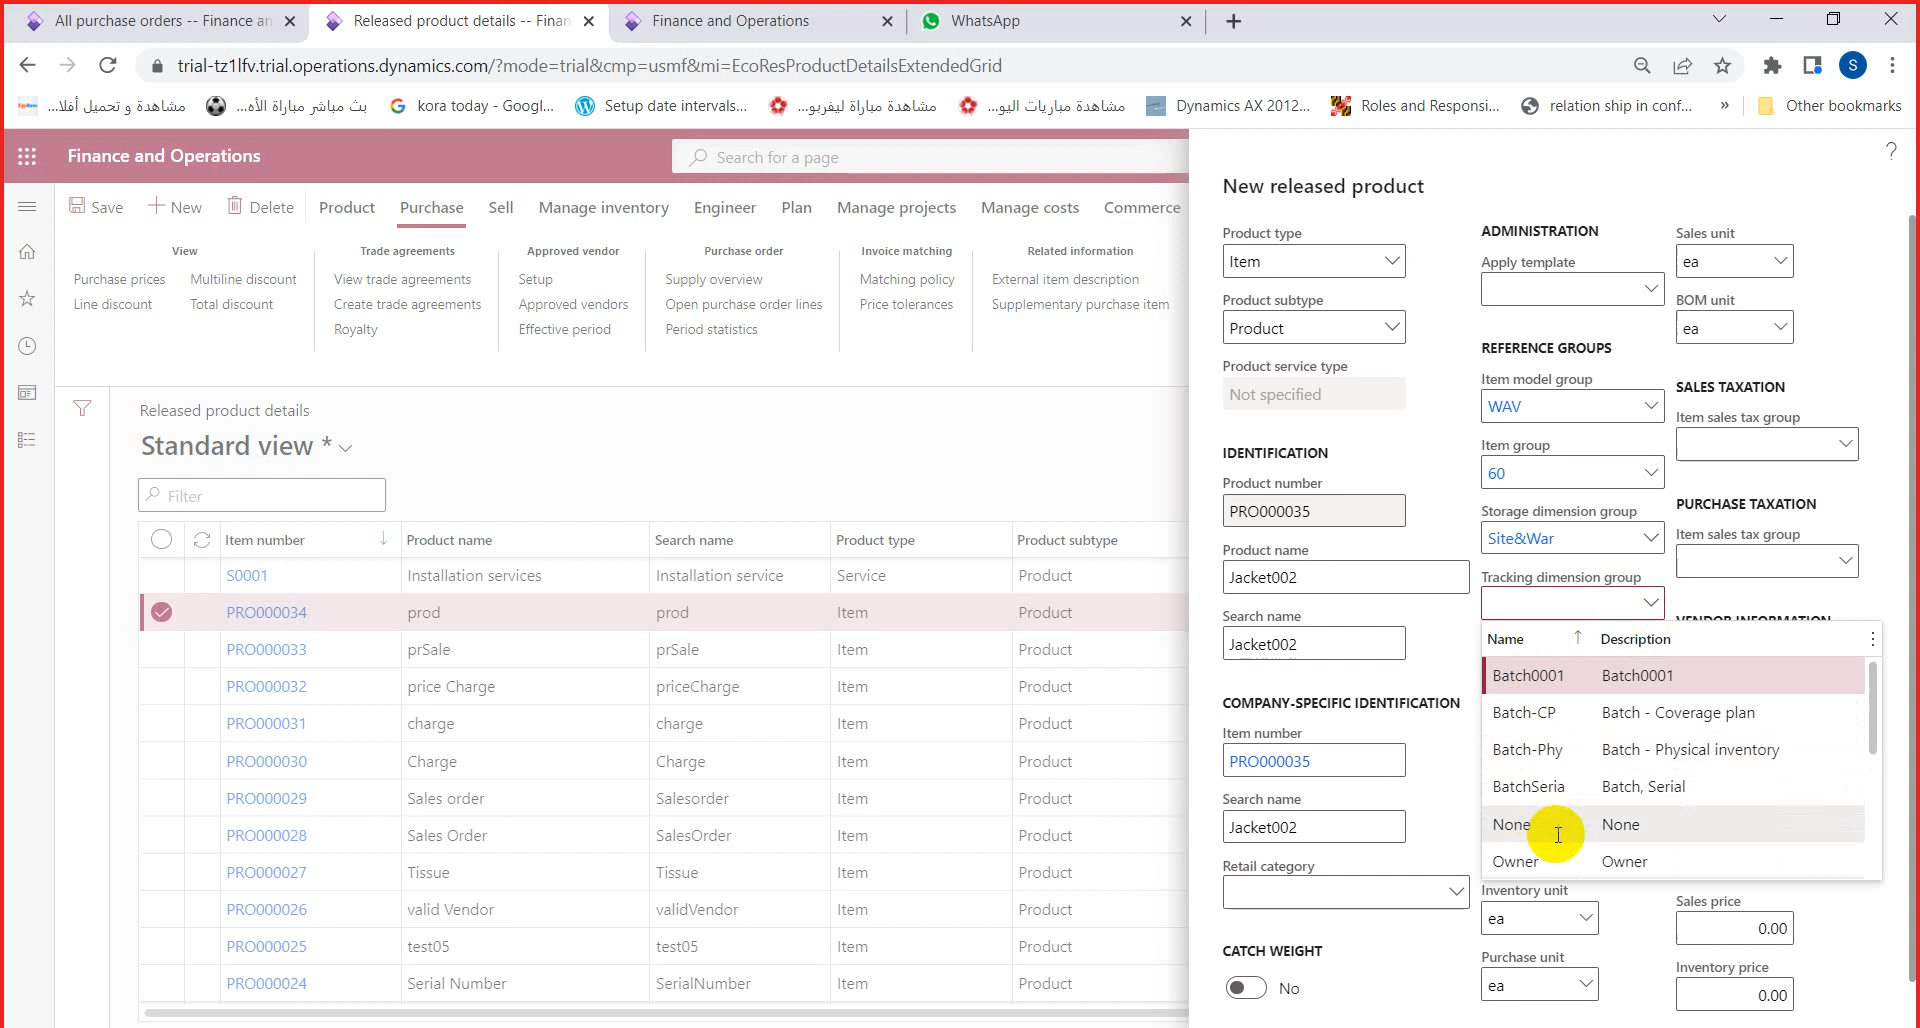 All purchase orders -- Finance an
Released product details -- Finan
Finance and Operations
WhatsApp
trial-tz1lfv.trial.operations.dynamics.com/?mode=trial&cmp=usmf&mi=EcoResProductDetailsExtendedGrid
S
مشاهدة و تحميل أفلا...
بث مباشر مباراة الأه...
kora today - Googl...
Setup date intervals...
مشاهدة مباراة ليفربو...
مشاهدة مباريات اليو...
Dynamics AX 2012...
Roles and Responsi...
relation ship in conf...
»
Other bookmarks
Finance and Operations
Search for a page
?
Save
New
Delete
Product
Purchase
Sell
Manage inventory
Engineer
Plan
Manage projects
Manage costs
Commerce
View
Purchase prices
Multiline discount
Line discount
Total discount
Trade agreements
View trade agreements
Create trade agreements
Royalty
Approved vendor
Setup
Approved vendors
Effective period
Purchase order
Supply overview
Open purchase order lines
Period statistics
Invoice matching
Matching policy
Price tolerances
Related information
External item description
Supplementary purchase item
Released product details
Standard view *
Filter
Item number Product name Search name Product type Product subtype
S0001 Installation services Installation service Service Product
PRO000034 prod prod Item Product
PRO000033 prSale prSale Item Product
PRO000032 price Charge priceCharge Item Product
PRO000031 charge charge Item Product
PRO000030 Charge Charge Item Product
PRO000029 Sales order Salesorder Item Product
PRO000028 Sales Order SalesOrder Item Product
PRO000027 Tissue Tissue Item Product
PRO000026 valid Vendor validVendor Item Product
PRO000025 test05 test05 Item Product
PRO000024 Serial Number SerialNumber Item Product
New released product
Product type
Item
Product subtype
Product
Product service type
Not specified
IDENTIFICATION
Product number
PRO000035
Product name
Jacket002
Search name
Jacket002
COMPANY-SPECIFIC IDENTIFICATION
Item number
PRO000035
Search name
Jacket002
Retail category
CATCH WEIGHT
No
ADMINISTRATION
Apply template
REFERENCE GROUPS
Item model group
WAV
Item group
60
Storage dimension group
Site&War
Tracking dimension group
Name Description
Batch0001 Batch0001
Batch-CP Batch - Coverage plan
Batch-Phy Batch - Physical inventory
BatchSeria Batch, Serial
None None
Owner Owner
Inventory unit
ea
Purchase unit
ea
Sales unit
ea
BOM unit
ea
SALES TAXATION
Item sales tax group
PURCHASE TAXATION
Item sales tax group
VENDOR INFORMATION
Sales price
0.00
Inventory price
0.00